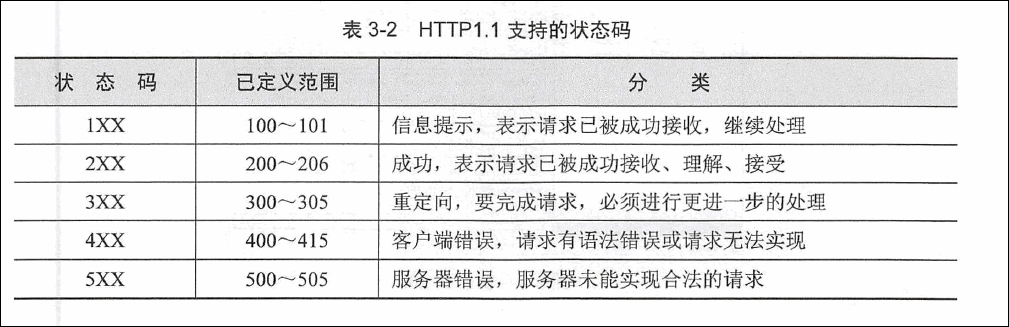 表 3-2 HTTP1.1 支持的状态码
状 态 码 已定义范围 分 类
1XX 100～101 信息提示，表示请求已被成功接收，继续处理
2XX 200～206 成功，表示请求已被成功接收、理解、接受
3XX 300～305 重定向，要完成请求，必须进行更进一步的处理
4XX 400～415 客户端错误，请求有语法错误或请求无法实现
5XX 500～505 服务器错误，服务器未能实现合法的请求